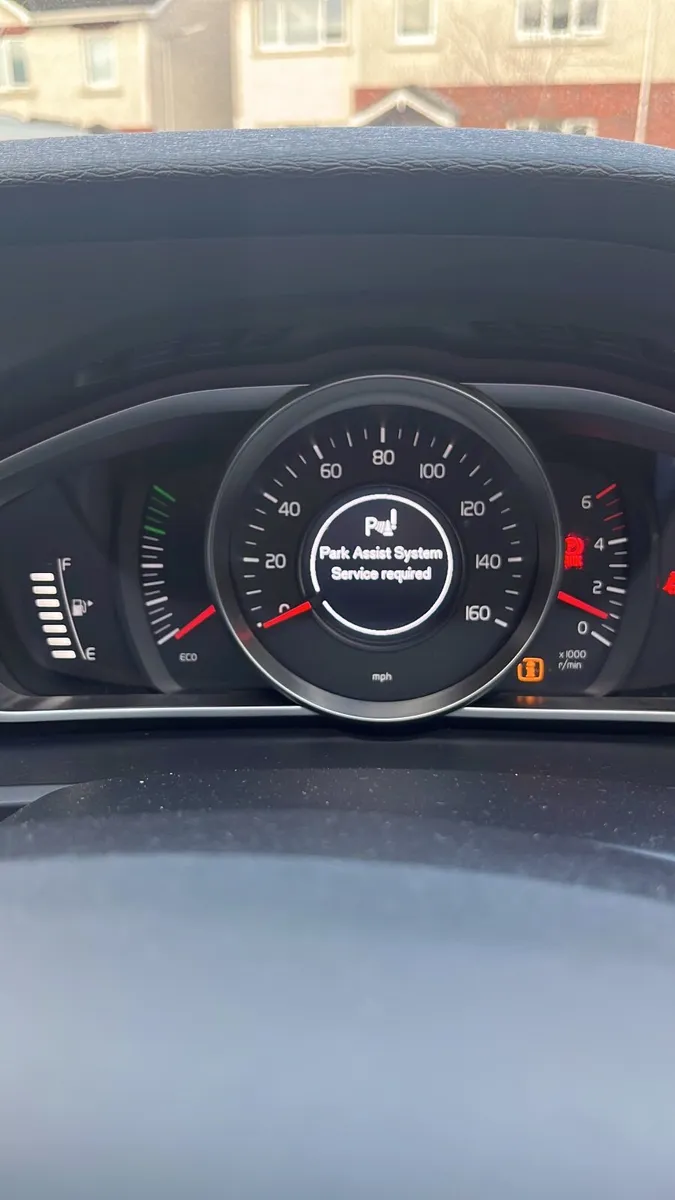 80
60
100
40
120
6
P
Park Assist System
Service required
4
20
140
F
2
0
160
0
E
ECO
x1000
r/min
mph